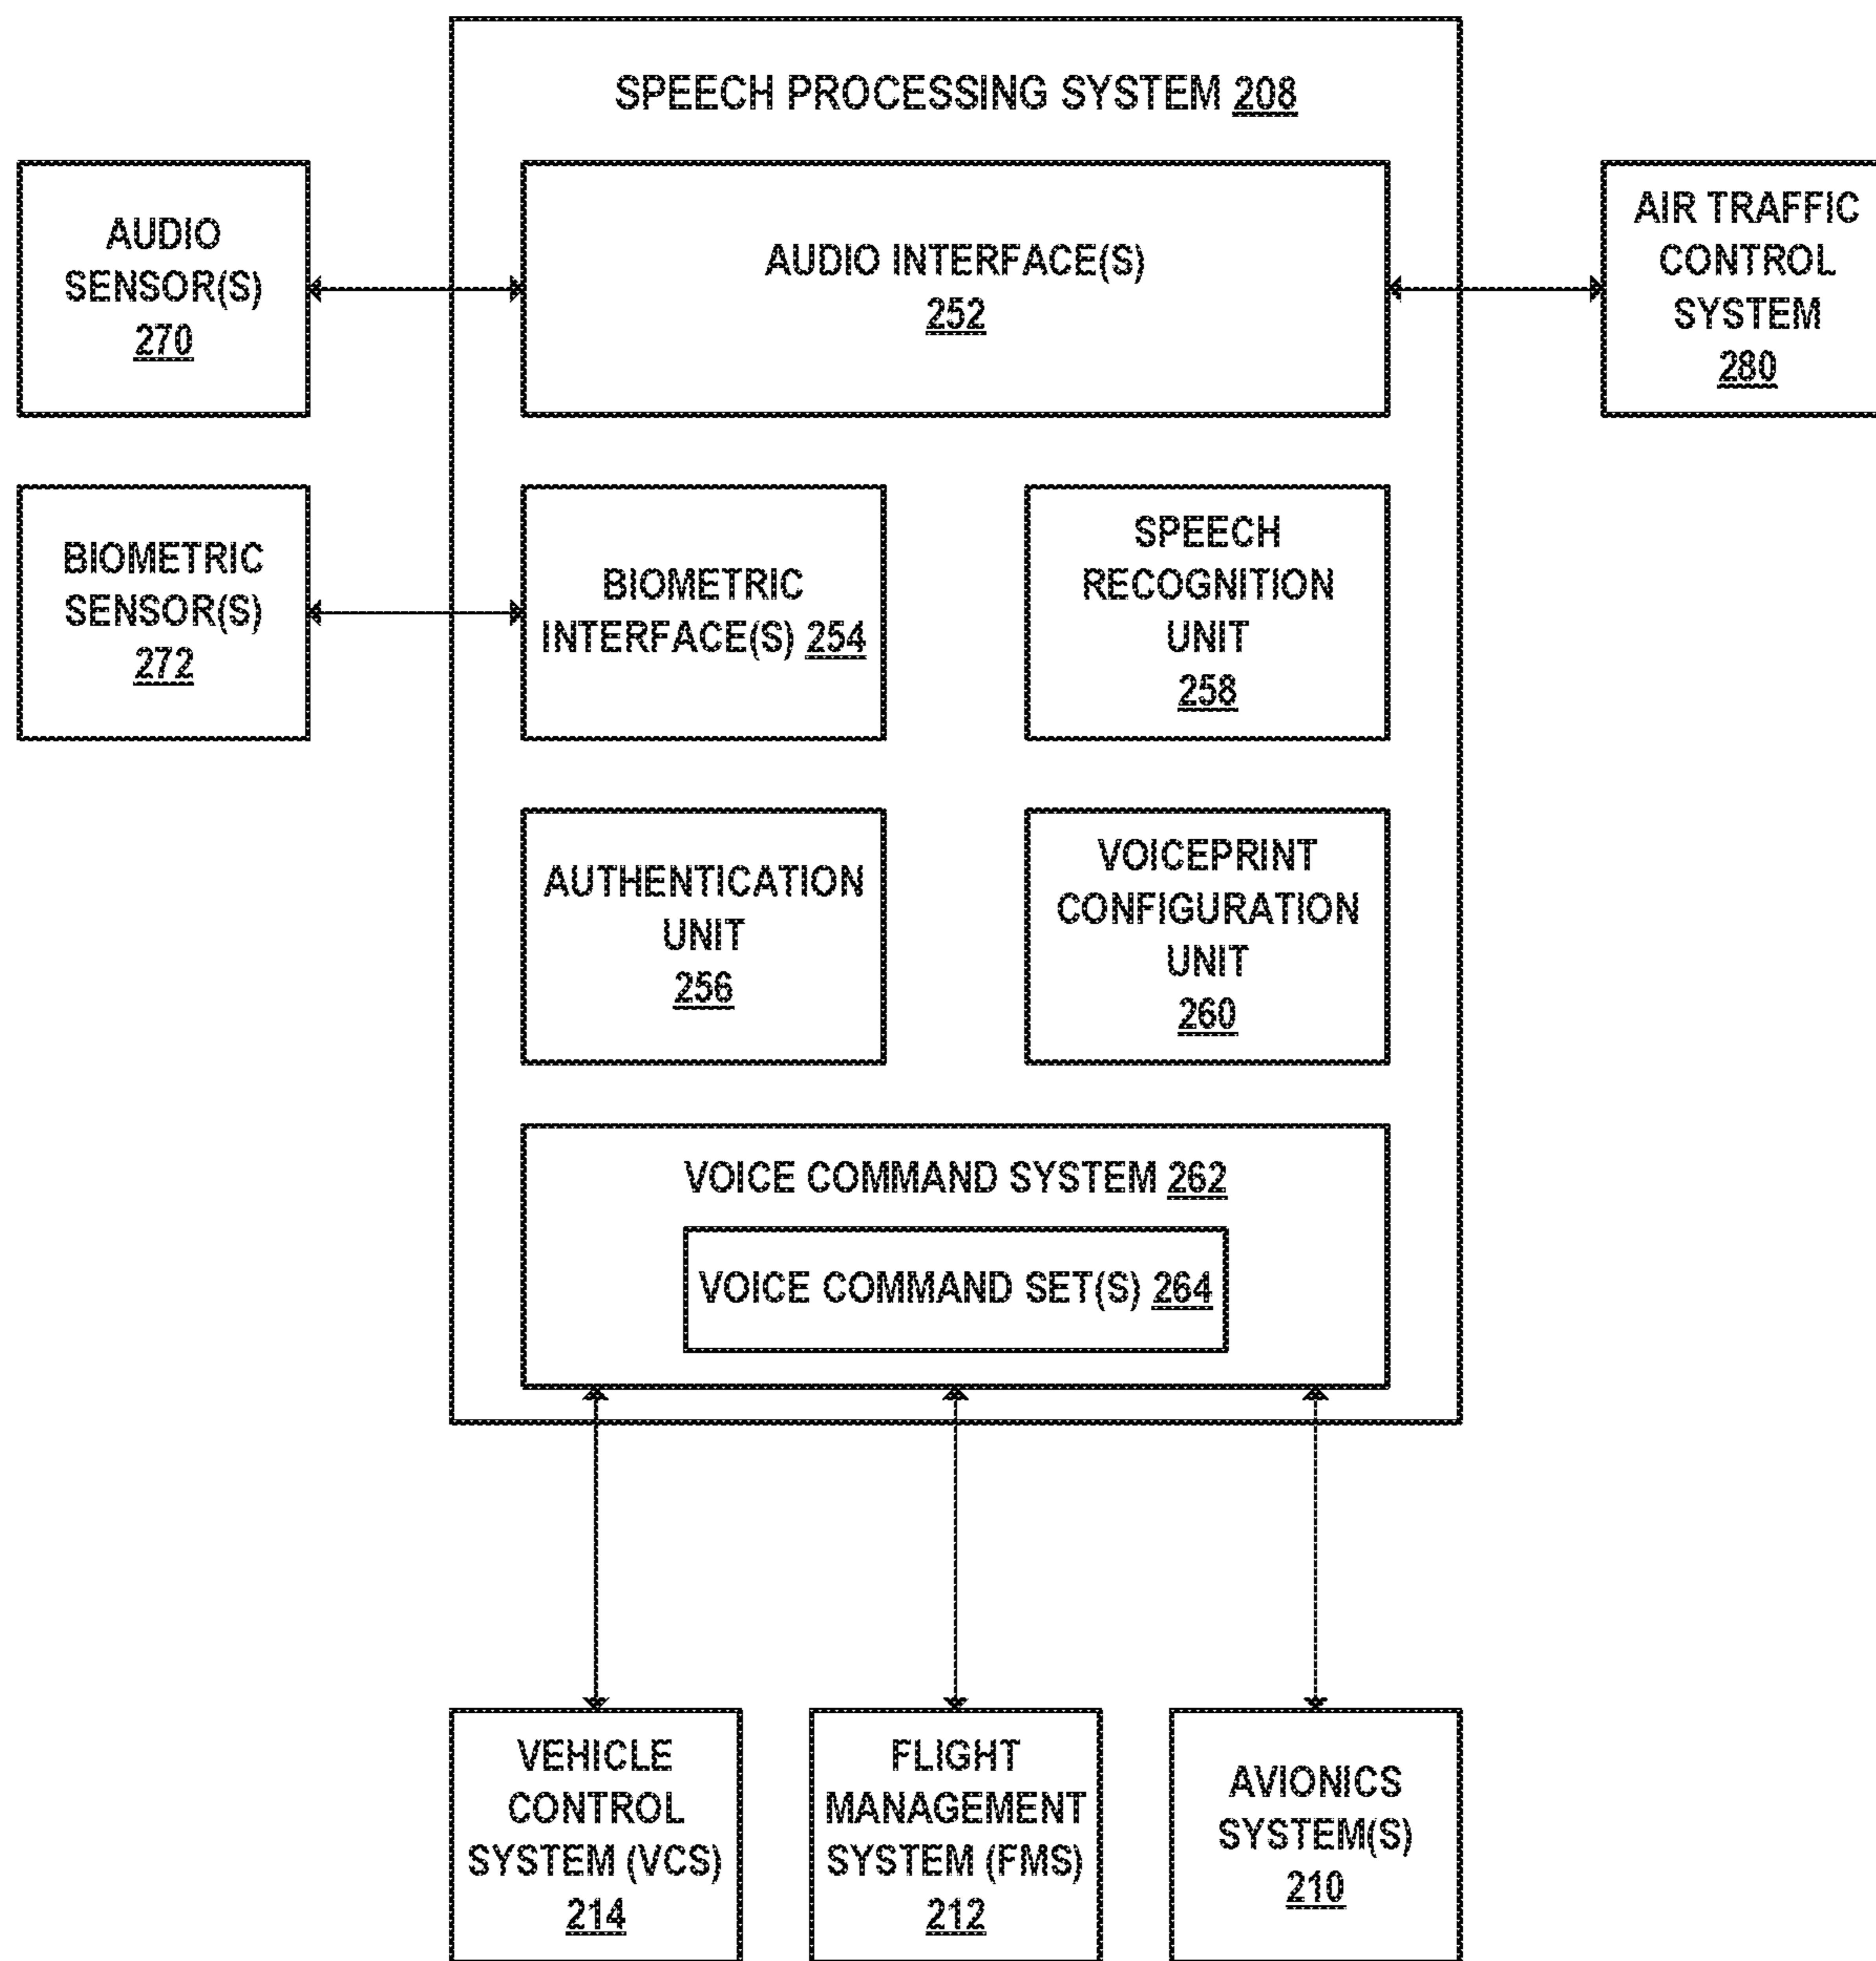 SPEECH PROCESSING SYSTEM 208
AUDIO
SENSOR(S)
270
AUDIO INTERFACE(S)
252
AIR TRAFFIC
CONTROL
SYSTEM
280
BIOMETRIC
SENSOR(S)
272
BIOMETRIC
INTERFACE(S) 254
SPEECH
RECOGNITION
UNIT
258
AUTHENTICATION
UNIT
256
VOICEPRINT
CONFIGURATION
UNIT
260
VOICE COMMAND SYSTEM 262
VOICE COMMAND SET(S) 264
VEHICLE
CONTROL
SYSTEM (VCS)
214
FLIGHT
MANAGEMENT
SYSTEM (FMS)
212
AVIONICS
SYSTEM(S)
210